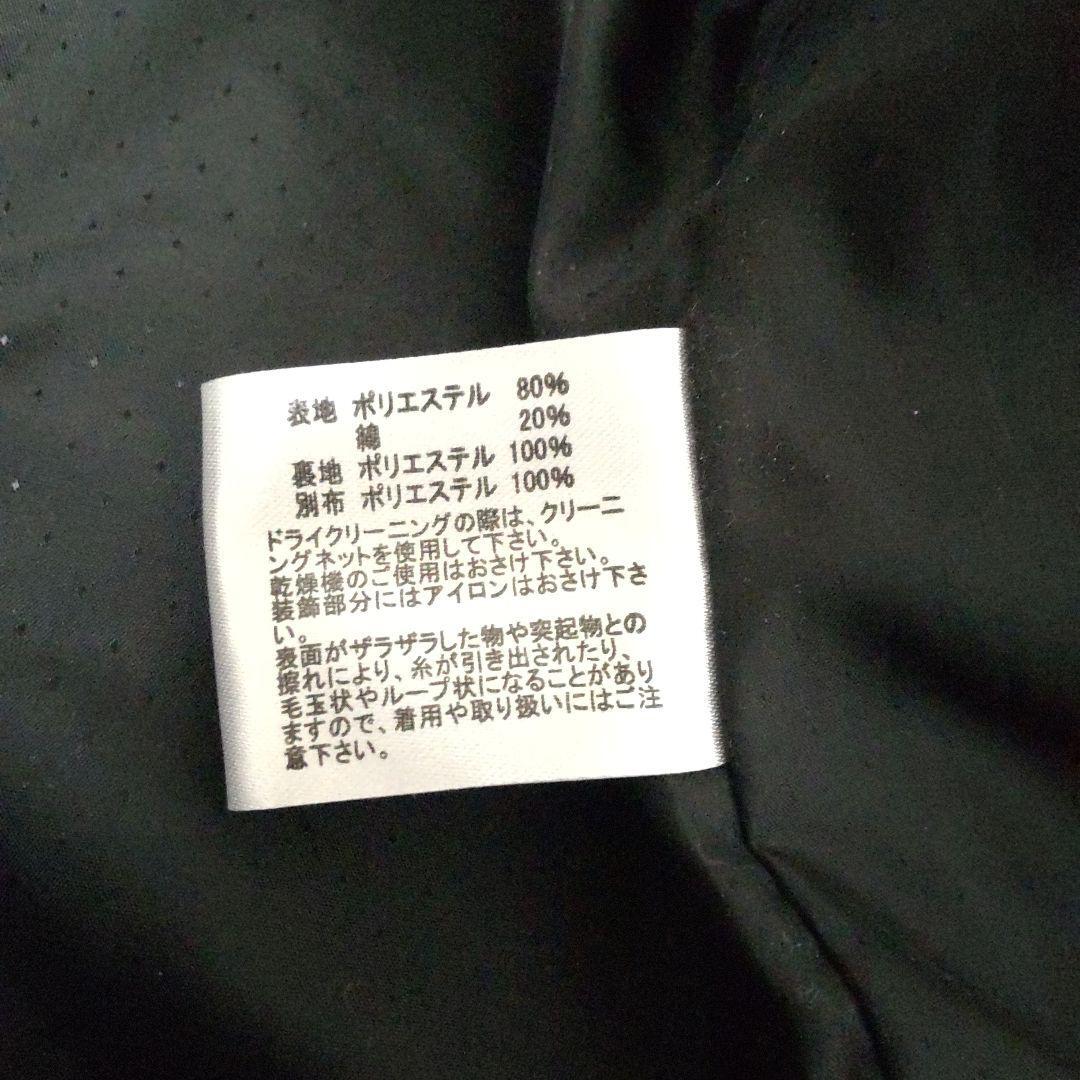 表地 ポリエステル 80%
綿 20%
裏地 ポリエステル 100%
別布 ポリエステル 100%
ドライクリーニングの際は、クリーニ
ングネットを使用して下さい。
乾燥機のご使用はおさけ下さい。
装飾部分にはアイロンはおさけ下さ
い。
表面がザラザラした物や突起物との
擦れにより、糸が引き出されたり、
毛玉状やループ状になることがあり
ますので、着用や取り扱いにはご注
意下さい。